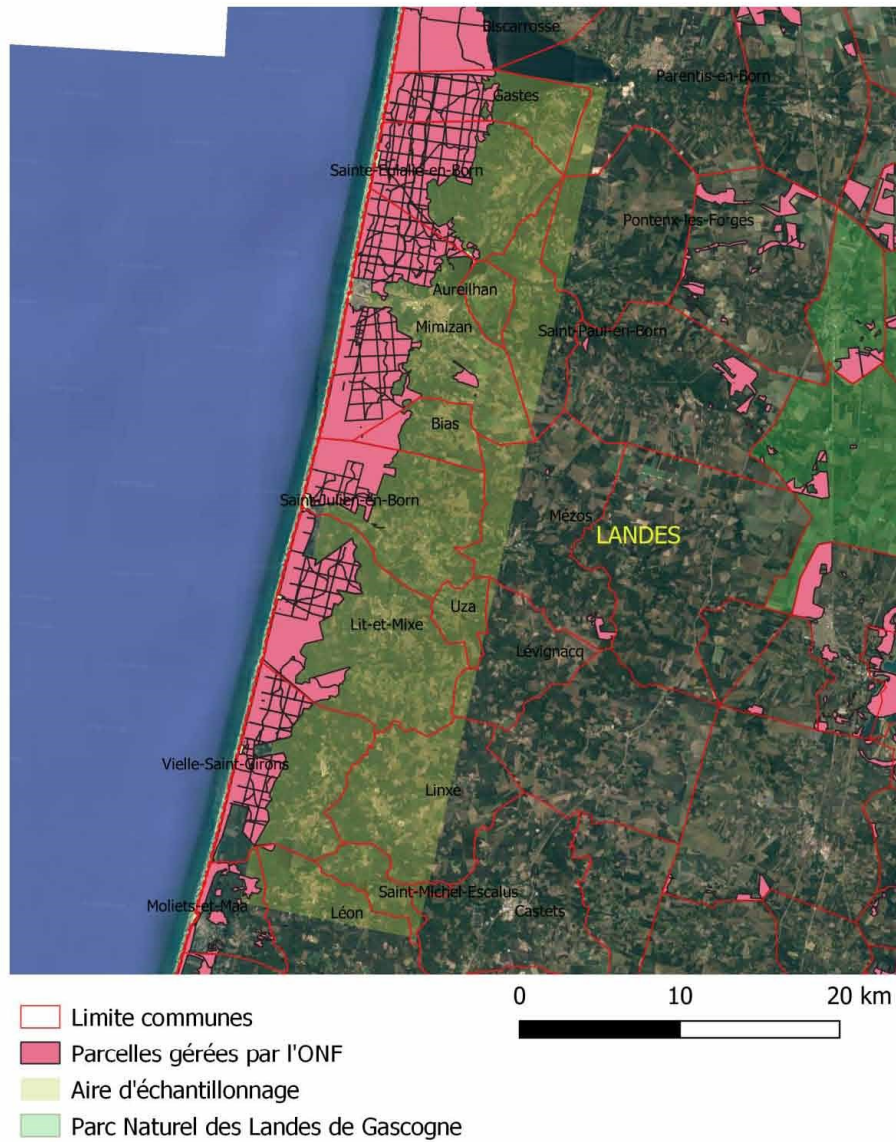 Biscarrosse
Parentis-en-Born
Gastes
Sainte-Eulalie-en-Born
Pontenx-les-Forges
Aureilhan
Mimizan
Saint-Paul-en-Born
Bias
Saint-Julien-en-Born
Mézos
LANDES
Uza
Lit-et-Mixe
Lévignacq
Vielle-Saint-Girons
Linxe
Saint-Michel-Escalus
Moliets-et-Maa
Léon
Castets
0 10 20 km
Limite communes
Parcelles gérées par l'ONF
Aire d'échantillonnage
Parc Naturel des Landes de Gascogne